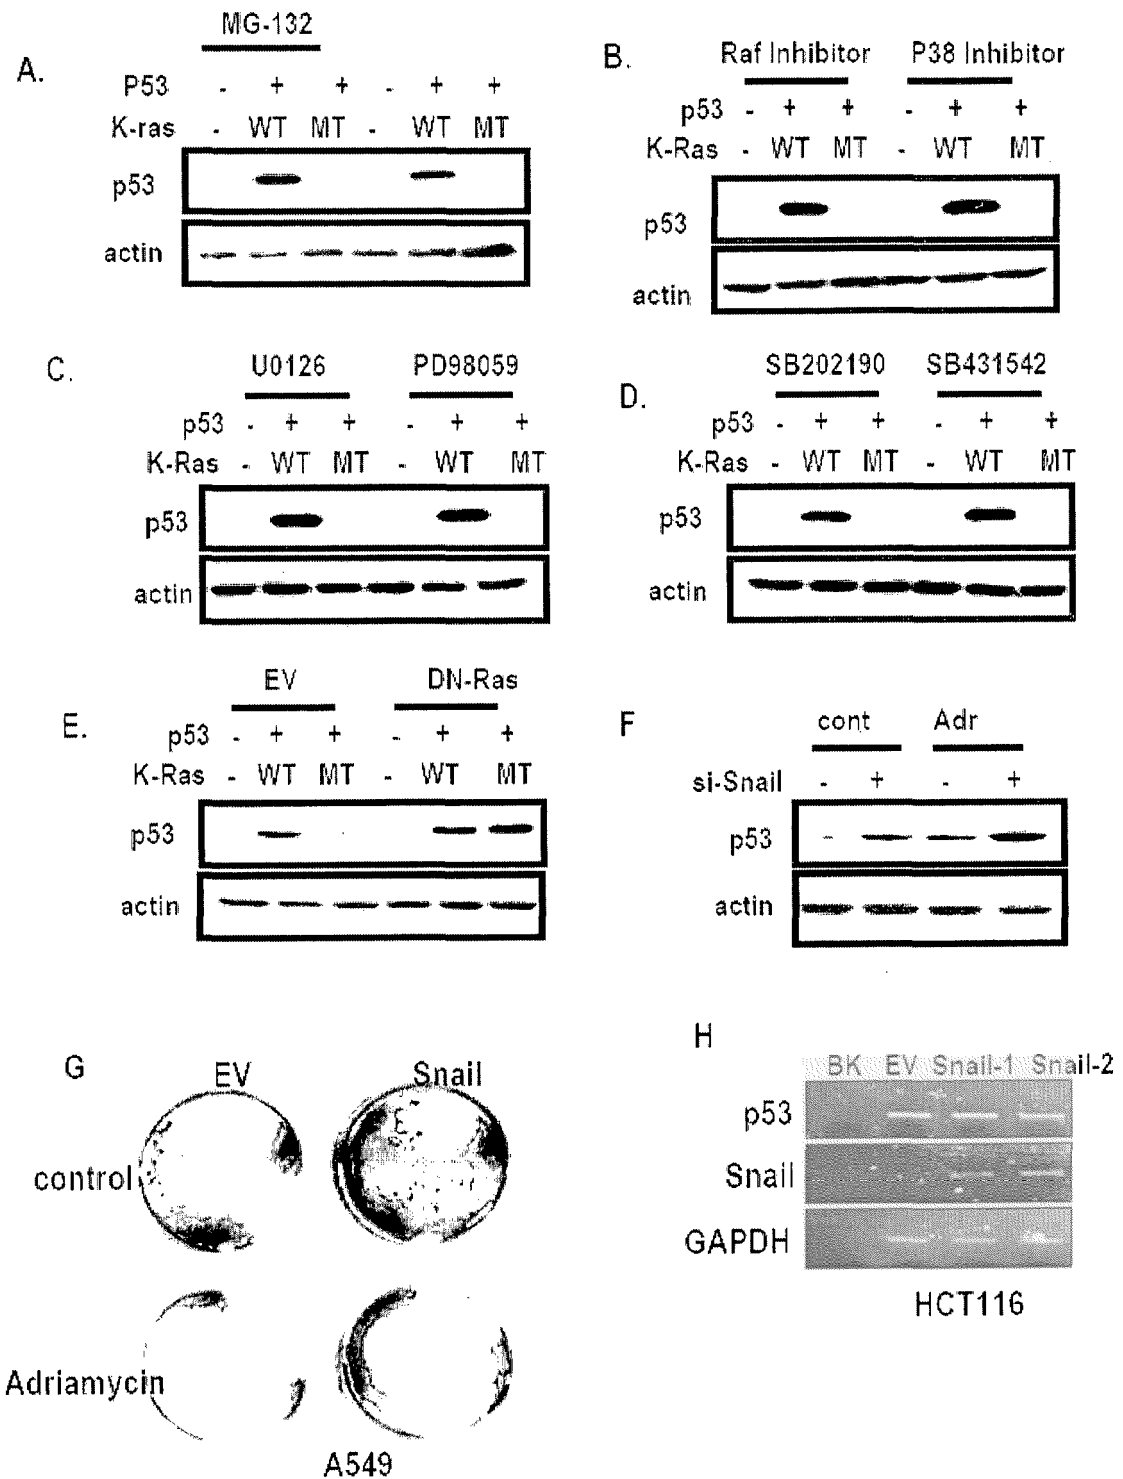 A.
MG-132
P53 - + + - + +
K-ras - WT MT - WT MT
p53
actin
B.
Raf Inhibitor P38 Inhibitor
p53 - + + - + +
K-Ras - WT MT - WT MT
p53
actin
C.
U0126 PD98059
p53 - + + - + +
K-Ras - WT MT - WT MT
p53
actin
D.
SB202190 SB431542
p53 - + + - + +
K-Ras - WT MT - WT MT
p53
actin
E.
EV DN-Ras
p53 - + + - + +
K-Ras - WT MT - WT MT
p53
actin
F
cont Adr
si-Snail - + - +
p53
actin
G
EV Snail
control
Adriamycin
A549
H
BK EV Snail-1 Snail-2
p53
Snail
GAPDH
HCT116